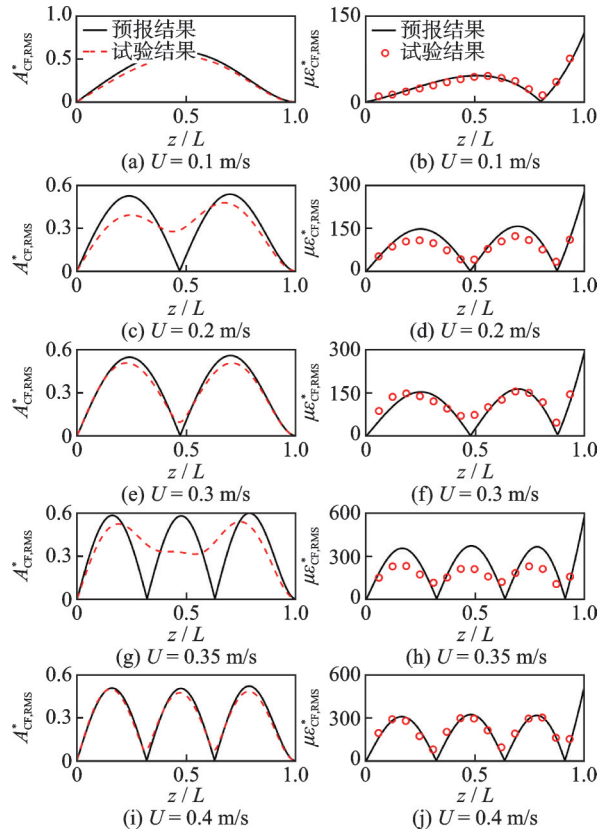 1.0
0.5
0
A*CF,RMS
预报结果
试验结果
0
0.5
1.0
z / L
(a) U = 0.1 m/s
150
0
με*CF,RMS
预报结果
试验结果
0
0.5
1.0
z / L
(b) U = 0.1 m/s
0.6
0.3
0
A*CF,RMS
0
0.5
1.0
z / L
(c) U = 0.2 m/s
300
150
0
με*CF,RMS
0
0.5
1.0
z / L
(d) U = 0.2 m/s
0.6
0.3
0
A*CF,RMS
0
0.5
1.0
z / L
(e) U = 0.3 m/s
300
150
0
με*CF,RMS
0
0.5
1.0
z / L
(f) U = 0.3 m/s
0.6
0.3
0
A*CF,RMS
0
0.5
1.0
z / L
(g) U = 0.35 m/s
600
300
0
με*CF,RMS
0
0.5
1.0
z / L
(h) U = 0.35 m/s
0.6
0.3
0
A*CF,RMS
0
0.5
1.0
z / L
(i) U = 0.4 m/s
600
300
0
με*CF,RMS
0
0.5
1.0
z / L
(j) U = 0.4 m/s